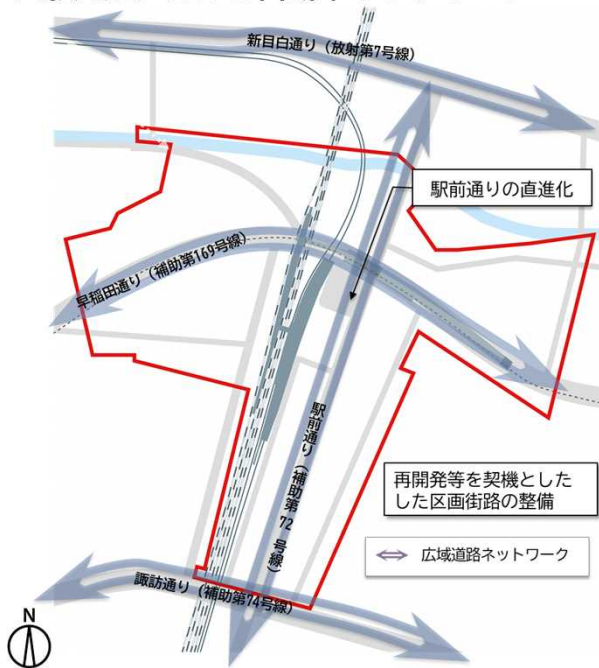 新目白通り（放射第7号線）
駅前通りの直進化
早稲田通り（補助第169号線）
駅前通り（補助第 72 号線）
再開発等を契機とした
した区画街路の整備
広域道路ネットワーク
諏訪通り（補助第74号線）
N